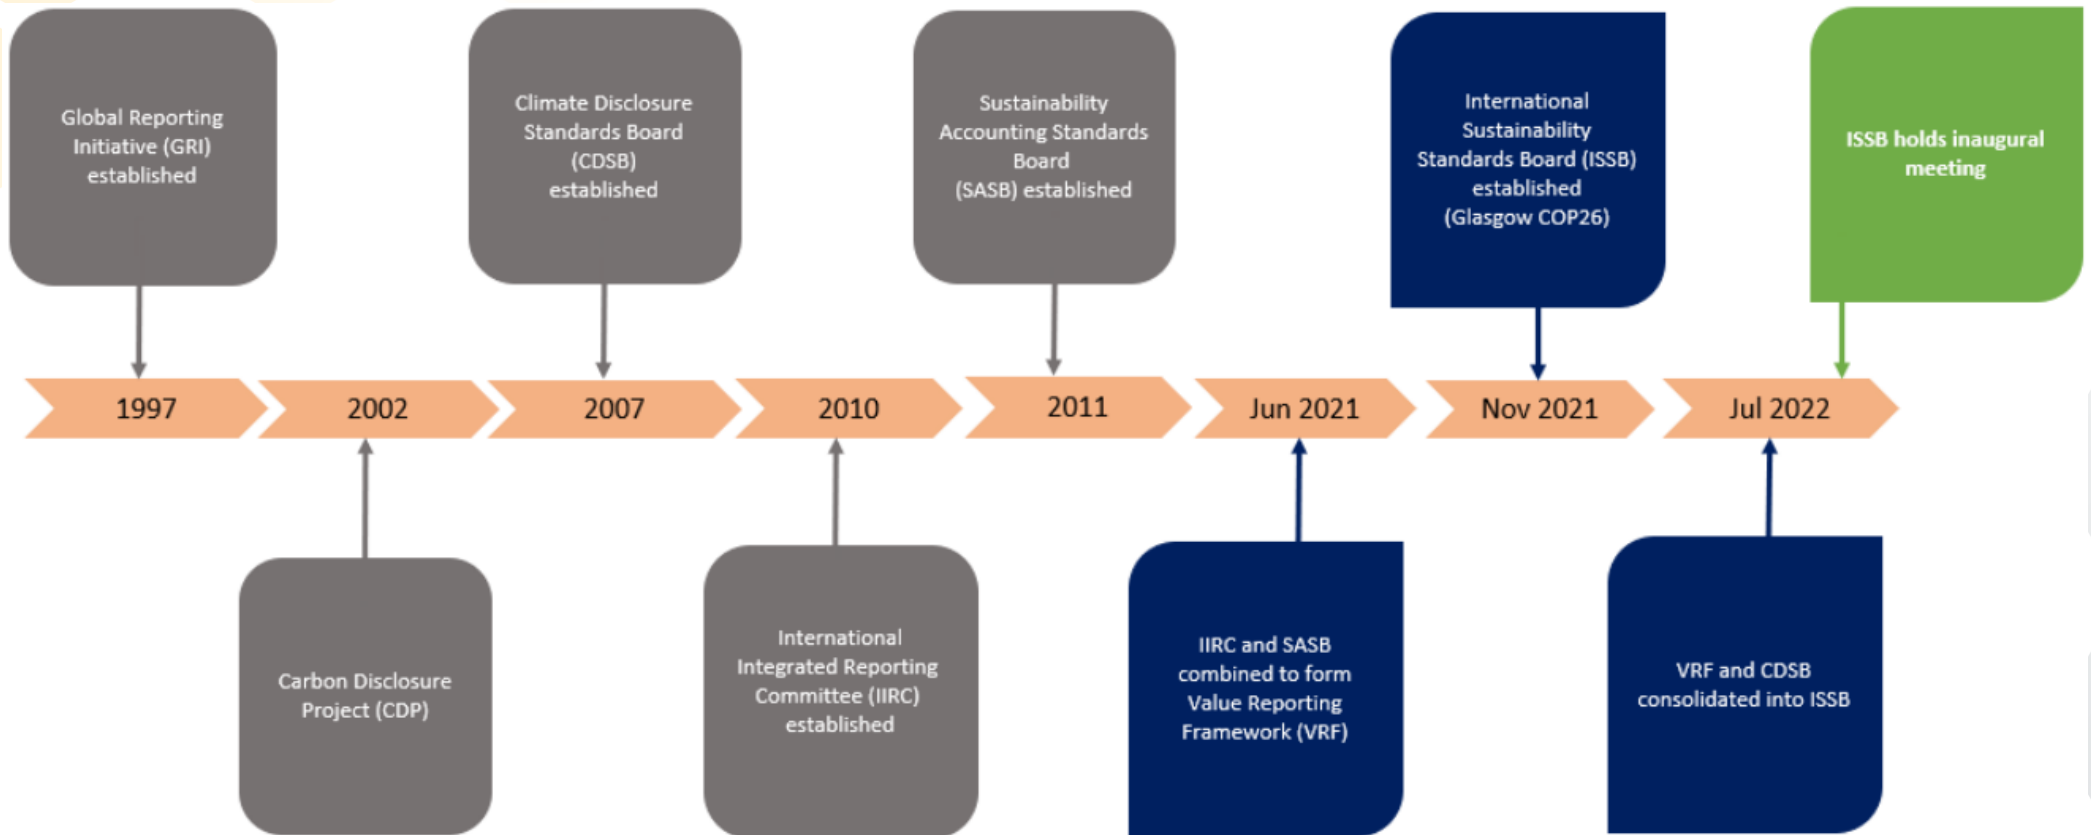 Global Reporting
Initiative (GRI)
established
Climate Disclosure
Standards Board
(CDSB)
established
Sustainability
Accounting Standards
Board
(SASB) established
International
Sustainability
Standards Board (ISSB)
established
(Glasgow COP26)
ISSB holds inaugural
meeting
1997
2002
2007
2010
2011
Jun 2021
Nov 2021
Jul 2022
Carbon Disclosure
Project (CDP)
International
Integrated Reporting
Committee (IIRC)
established
IIRC and SASB
combined to form
Value Reporting
Framework (VRF)
VRF and CDSB
consolidated into ISSB